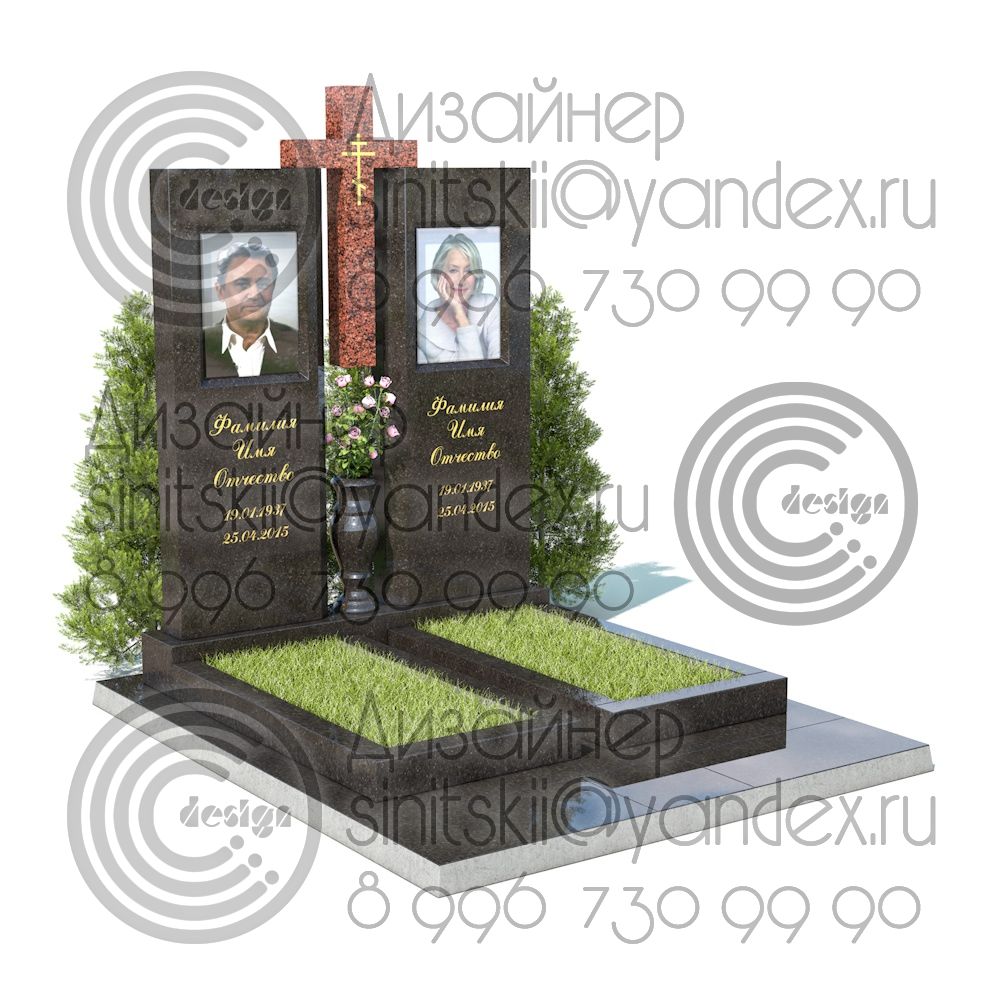 Дизайнер
sinitskii@yandex.ru
8 996 730 99 90
design
Фамилия
Имя
Отчество
19.01.1937
25.04.2015
Фамилия
Имя
Отчество
19.01.1937
25.04.2015
Дизайнер
sinitskii@yandex.ru
8 996 730 99 90
design
Дизайнер
sinitskii@yandex.ru
8 996 730 99 90
design